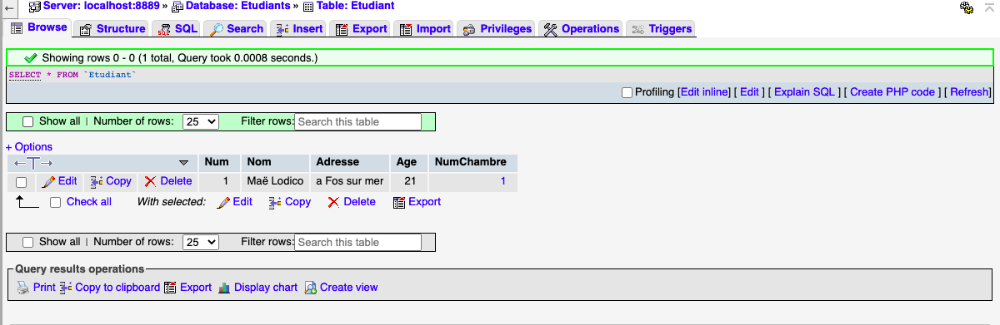 Server: localhost:8889 » Database: Etudiants » Table: Etudiant
Browse Structure SQL Search Insert Export Import Privileges Operations Triggers
Showing rows 0 - 0 (1 total, Query took 0.0008 seconds.)
SELECT * FROM `Etudiant`
Profiling [Edit inline] [ Edit ] [ Explain SQL ] [ Create PHP code ] [ Refresh]
Show all | Number of rows: 25 Filter rows: Search this table
+ Options
←T→ Num Nom Adresse Age NumChambre
Edit Copy Delete 1 Maë Lodico a Fos sur mer 21 1
Check all With selected: Edit Copy Delete Export
Show all | Number of rows: 25 Filter rows: Search this table
Query results operations
Print Copy to clipboard Export Display chart Create view